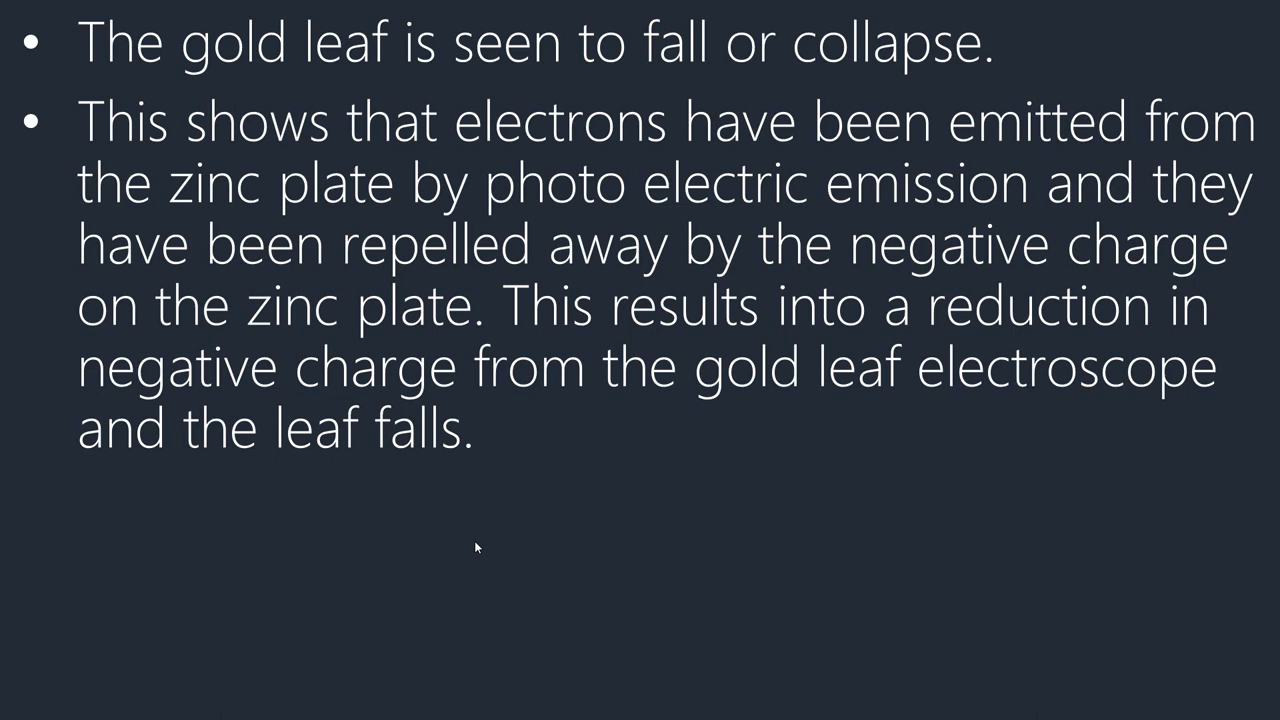 • The gold leaf is seen to fall or collapse.
• This shows that electrons have been emitted from
the zinc plate by photo electric emission and they
have been repelled away by the negative charge
on the zinc plate. This results into a reduction in
negative charge from the gold leaf electroscope
and the leaf falls.